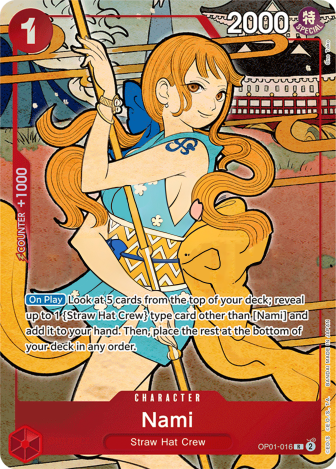 1
2000
特
SPECIAL
COUNTER +1000
On Play Look at 5 cards from the top of your deck; reveal
up to 1 {Straw Hat Crew} type card other than [Nami] and
add it to your hand. Then, place the rest at the bottom of
your deck in any order.
CHARACTER
Nami
Straw Hat Crew
OP01-016 R 2